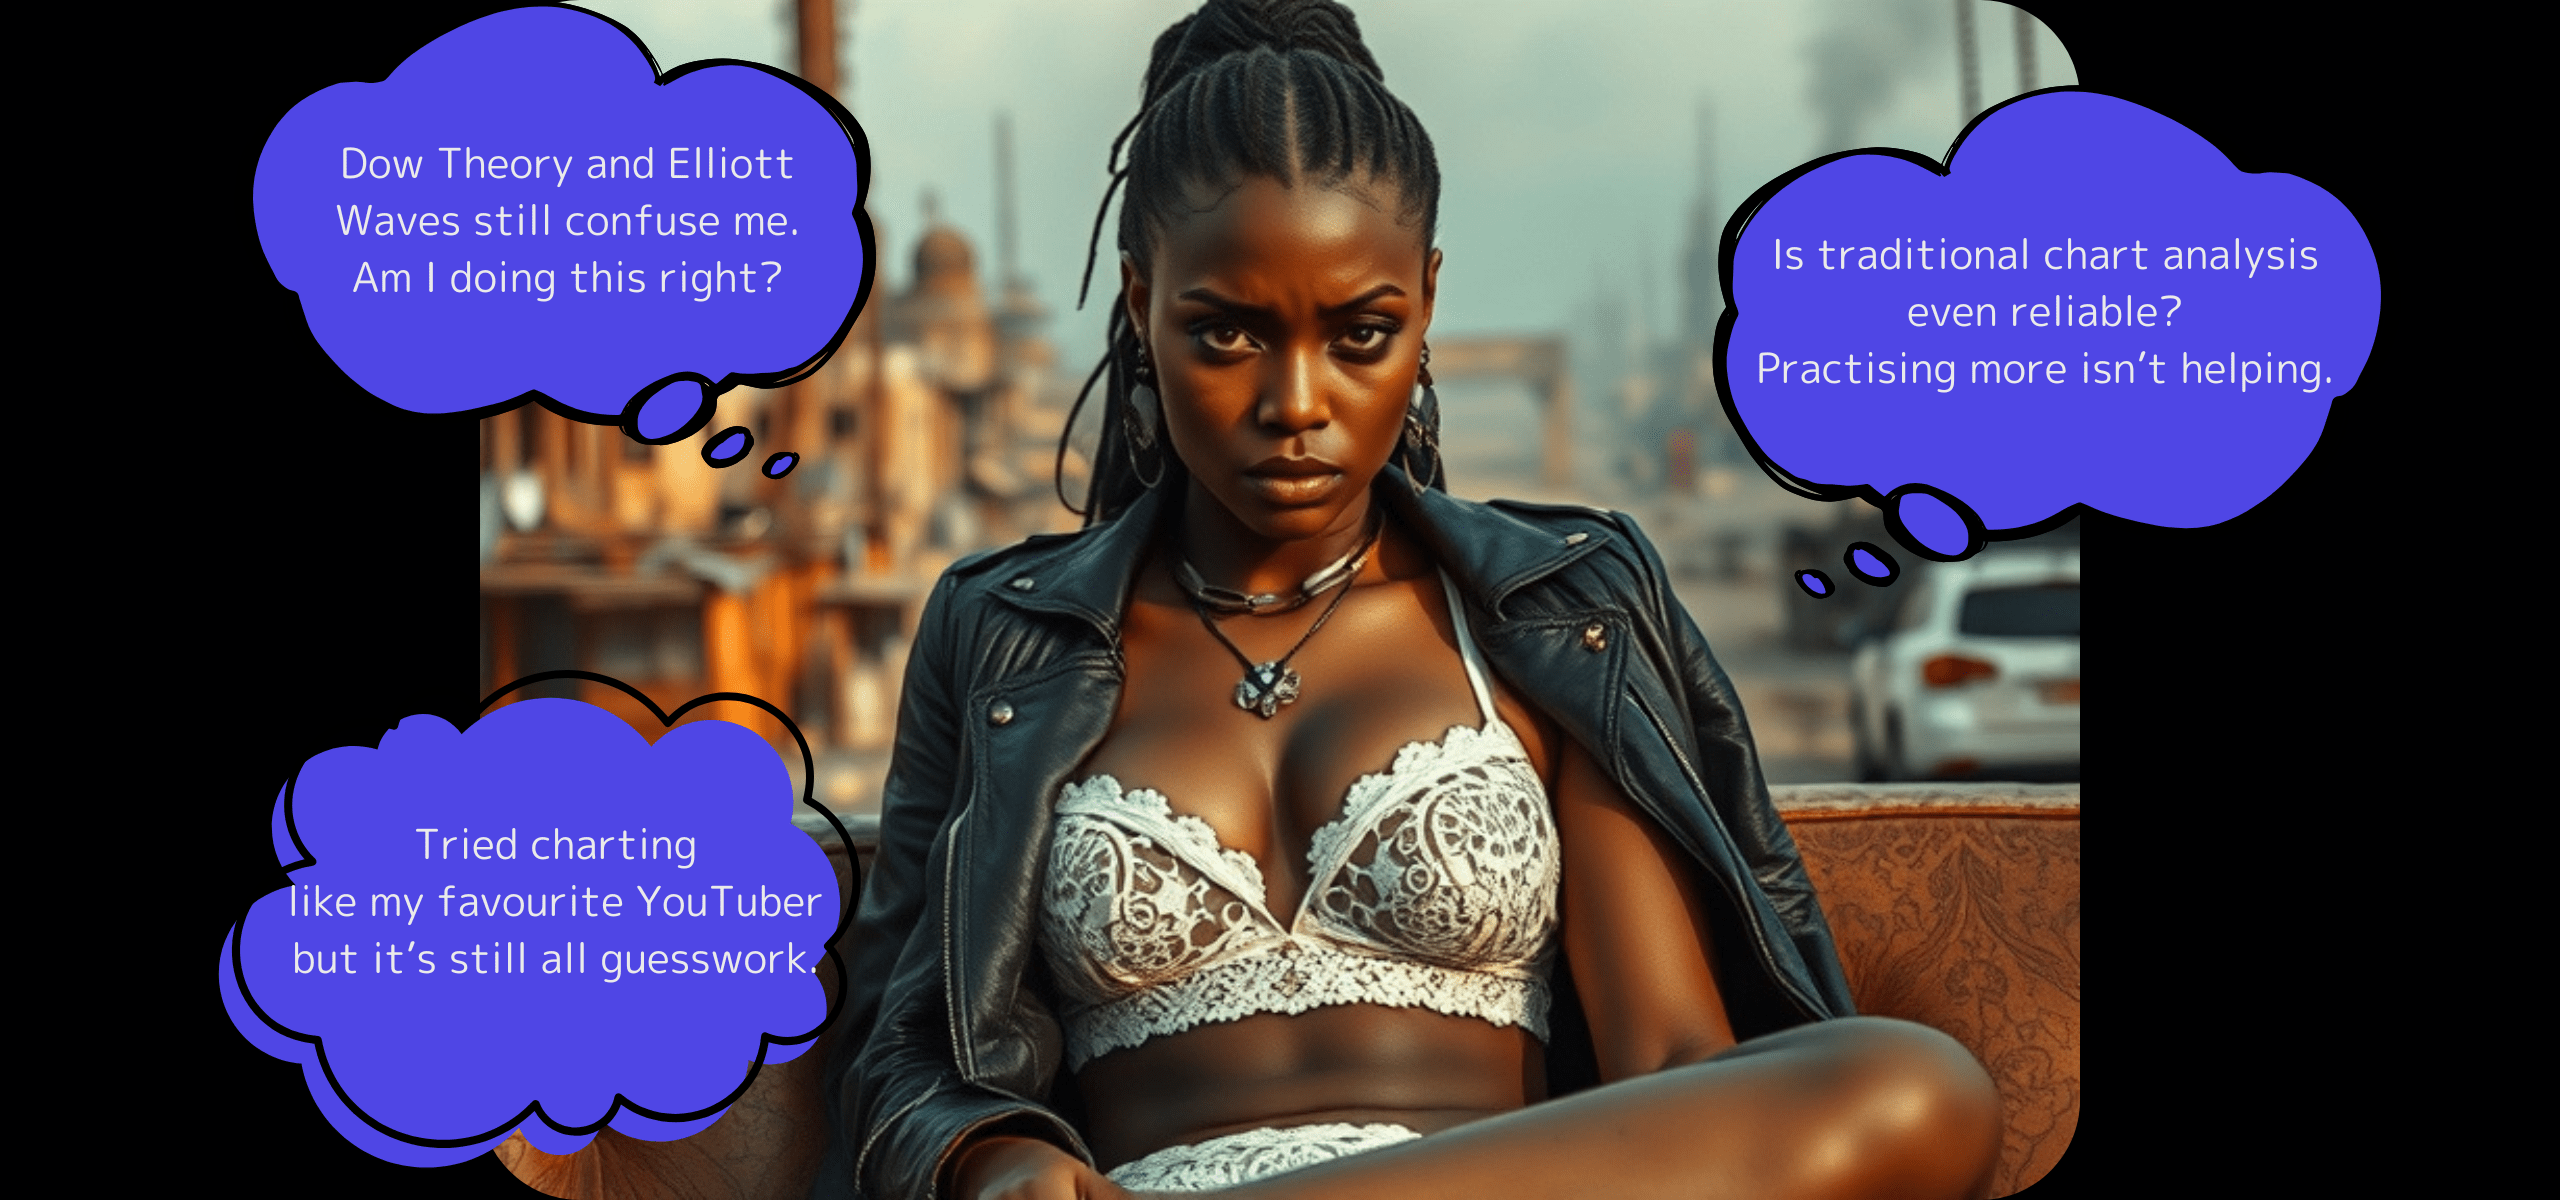 Dow Theory and Elliott
Waves still confuse me.
Am I doing this right?
Is traditional chart analysis
even reliable?
Practising more isn’t helping.
Tried charting
like my favourite YouTuber
but it’s still all guesswork.